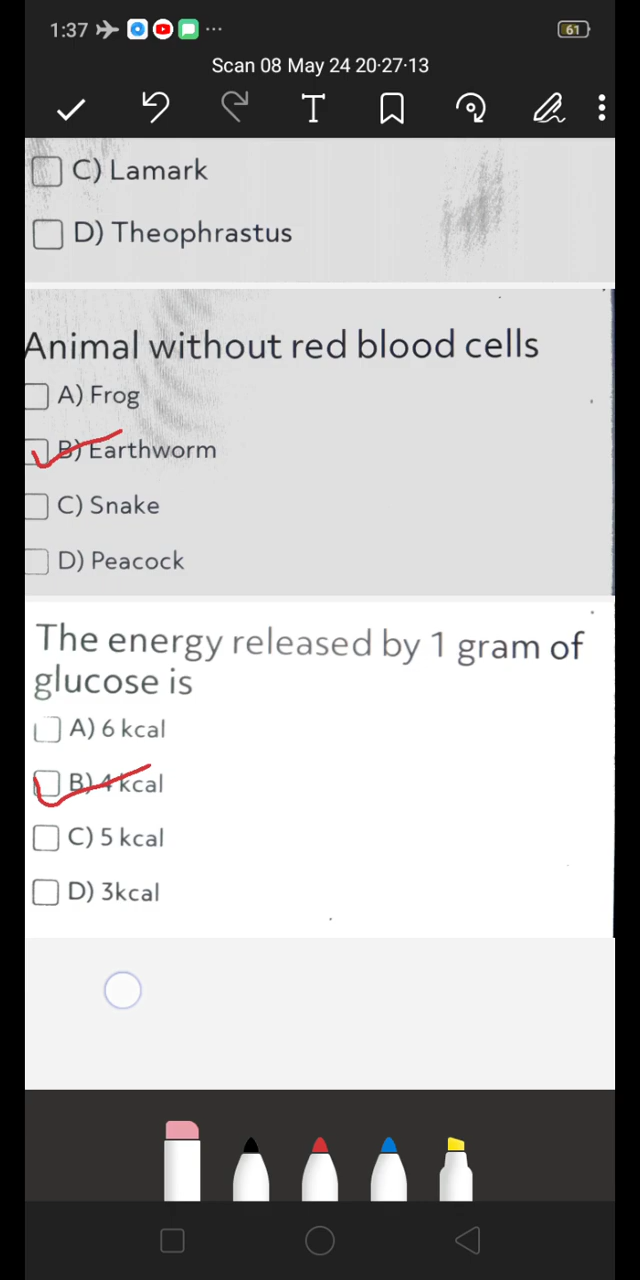 1:37
61
Scan 08 May 24 20·27·13
T
C) Lamark
D) Theophrastus
Animal without red blood cells
A) Frog
B) Earthworm
C) Snake
D) Peacock
The energy released by 1 gram of
glucose is
A) 6 kcal
B) 4 kcal
C) 5 kcal
D) 3kcal